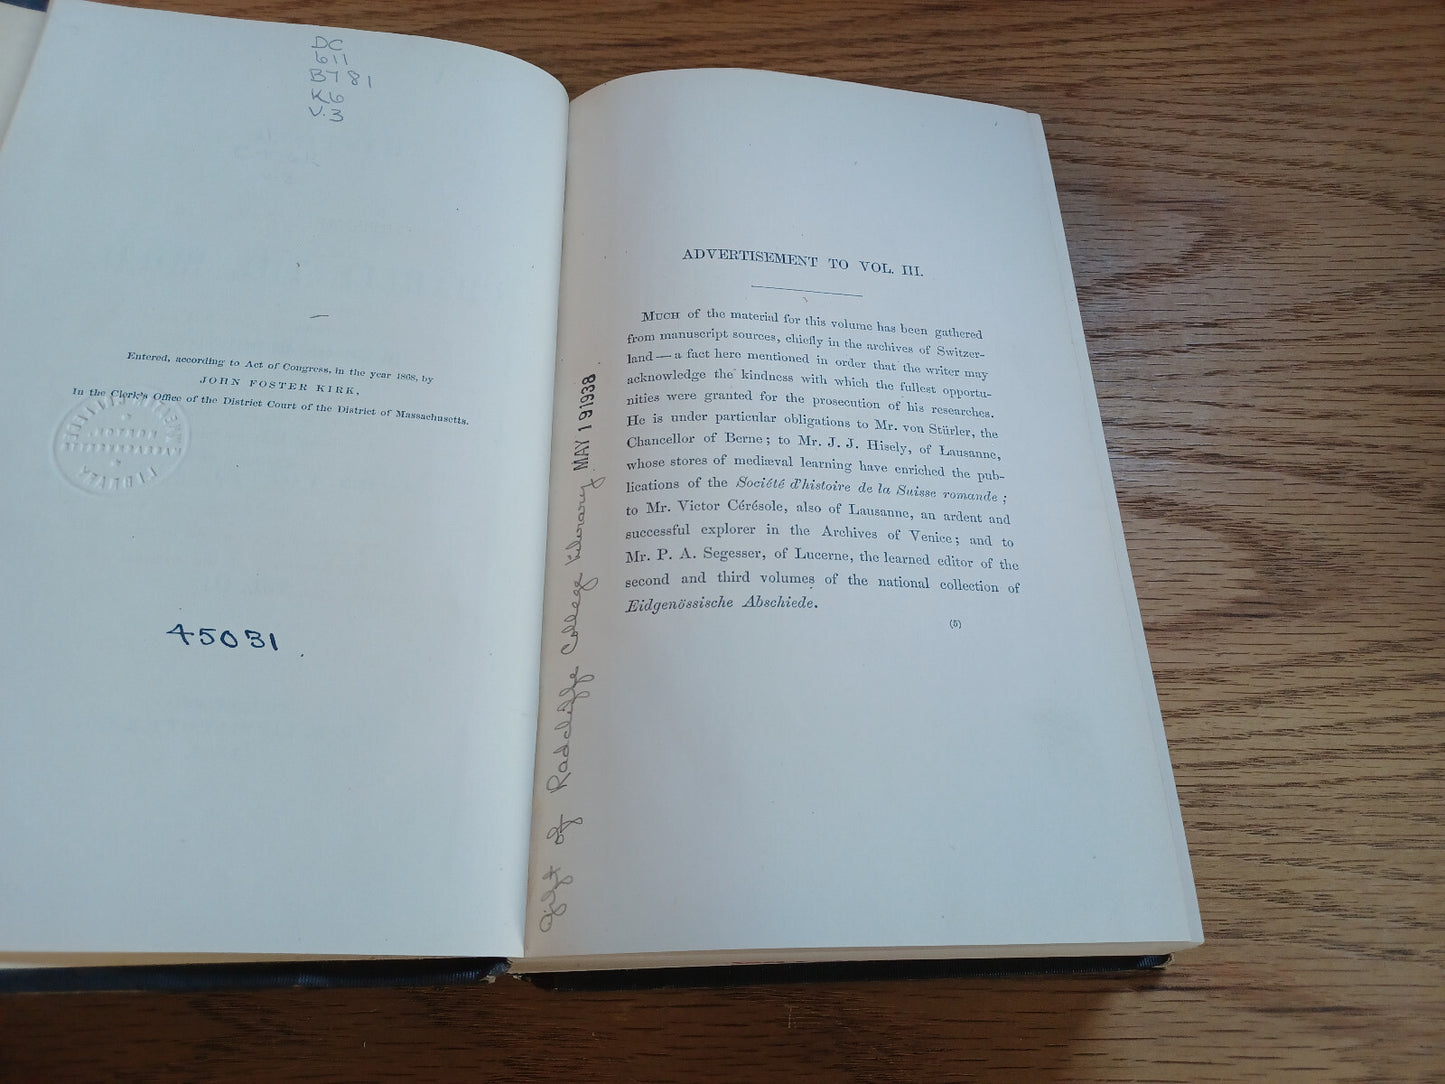 DC
611
B781
K6
V.3
Entered, according to Act of Congress, in the year 1868, by
JOHN FOSTER KIRK,
In the Clerk's Office of the District Court of the District of Massachusetts.
45031
Gift of Radcliffe College Library MAY 19 1938
ADVERTISEMENT TO VOL. III.
MUCH of the material for this volume has been gathered
from manuscript sources, chiefly in the archives of Switzer-
land — a fact here mentioned in order that the writer may
acknowledge the kindness with which the fullest opportu-
nities were granted for the prosecution of his researches.
He is under particular obligations to Mr. von Stürler, the
Chancellor of Berne; to Mr. J. J. Hisely, of Lausanne,
whose stores of mediæval learning have enriched the pub-
lications of the Société d'histoire de la Suisse romande;
to Mr. Victor Cérésole, also of Lausanne, an ardent and
successful explorer in the Archives of Venice; and to
Mr. P. A. Segesser, of Lucerne, the learned editor of the
second and third volumes of the national collection of
Eidgenössische Abschiede.
(5)